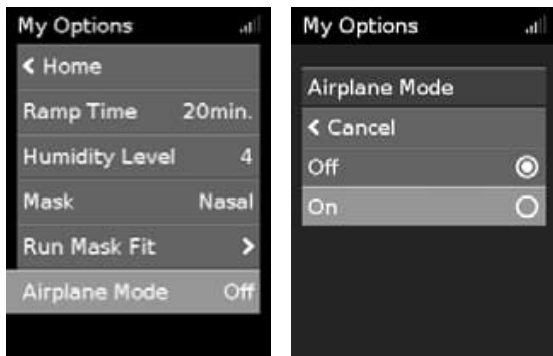 My Options
< Home
Ramp Time 20min.
Humidity Level 4
Mask Nasal
Run Mask Fit >
Airplane Mode Off
My Options
Airplane Mode
< Cancel
Off
On